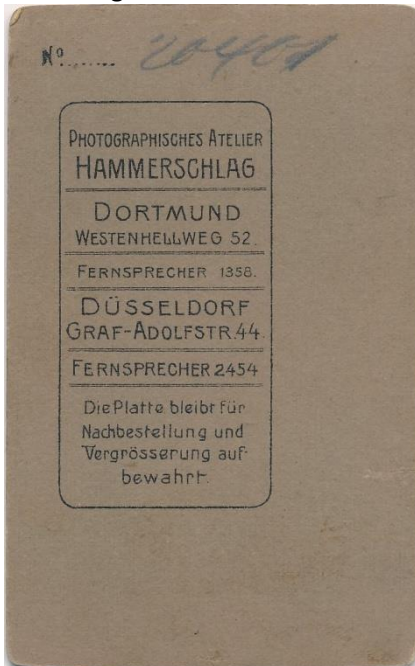 Nº 20401
PHOTOGRAPHISCHES ATELIER
HAMMERSCHLAG
DORTMUND
WESTENHELLWEG 52.
FERNSPRECHER 1358.
DÜSSELDORF
GRAF-ADOLFSTR.44.
FERNSPRECHER 2454
Die Platte bleibt für
Nachbestellung und
Vergrösserung auf-
bewahrt.